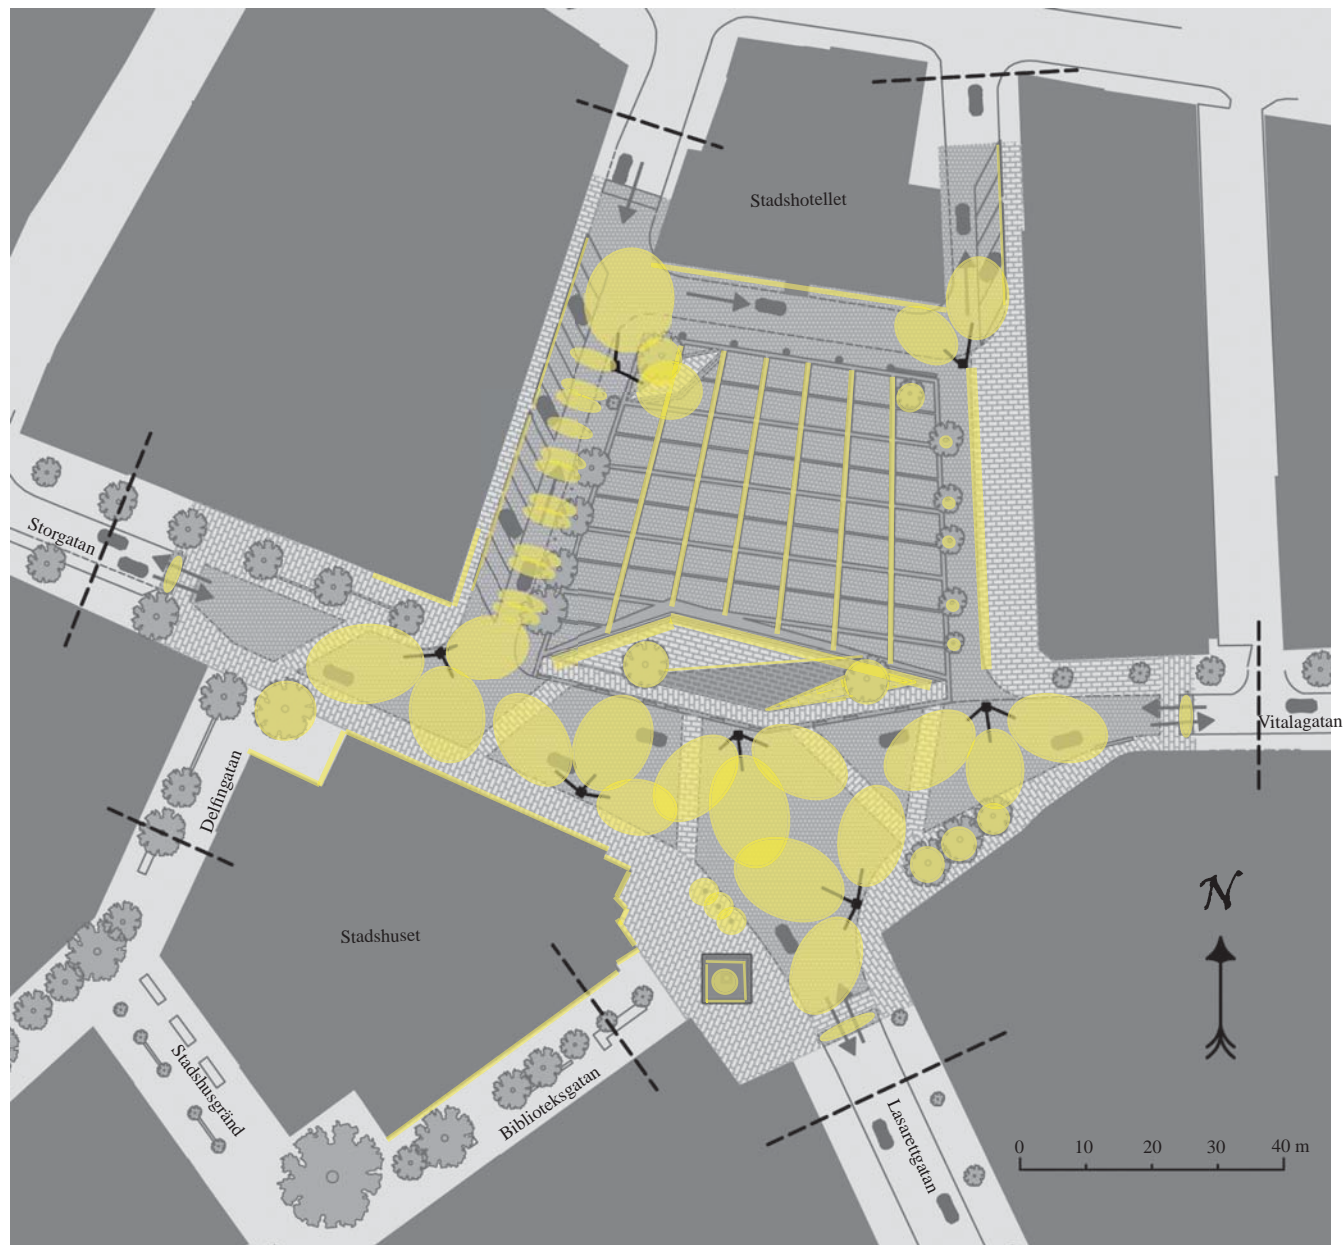 Stadshotellet
Storgatan
Vitalagatan
Delfingatan
Stadshuset
N
Stadshusgränd
Biblioteksgatan
Lasarettgatan
0 10 20 30 40 m